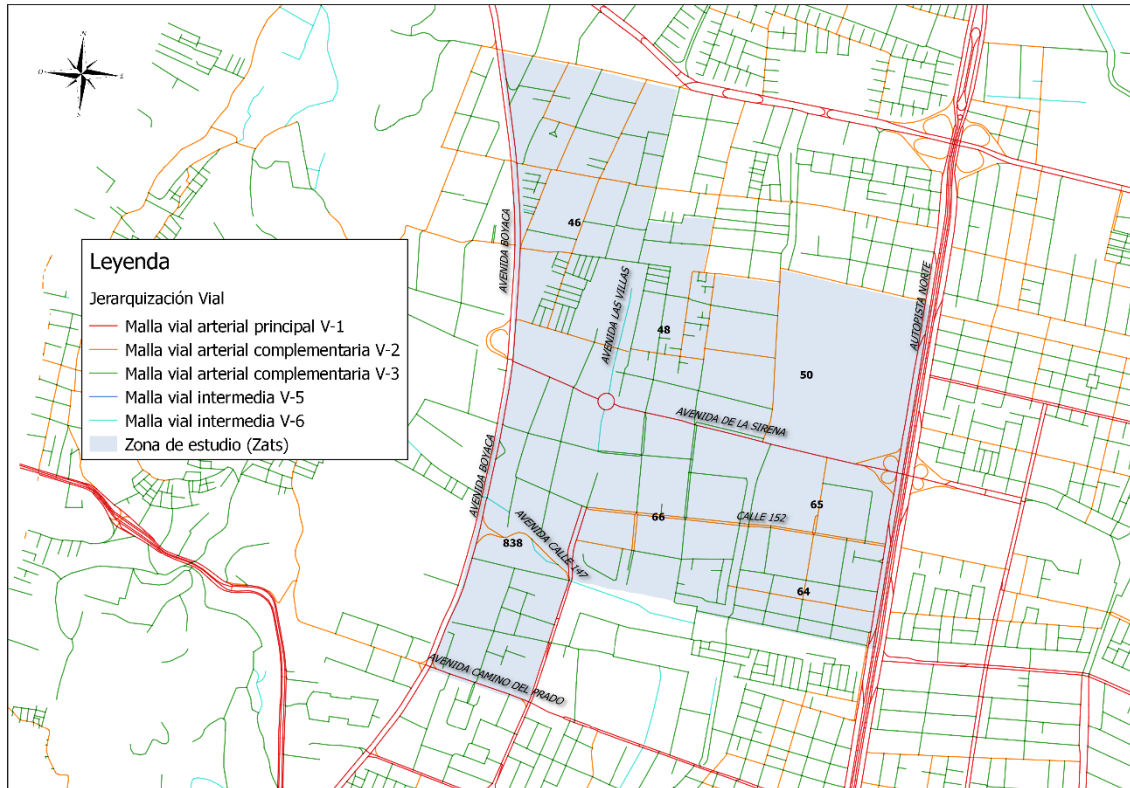 N
O
E
S
Leyenda
Jerarquización Vial
Malla vial arterial principal V-1
Malla vial arterial complementaria V-2
Malla vial arterial complementaria V-3
Malla vial intermedia V-5
Malla vial intermedia V-6
Zona de estudio (Zats)
AVENIDA BOYACA
46
AVENIDA LAS VILLAS
48
AUTOPISTA NORTE
50
AVENIDA DE LA SIRENA
AVENIDA BOYACA
65
66
CALLE 152
AVENIDA CALLE 147
838
64
AVENIDA CAMINO DEL PRADO